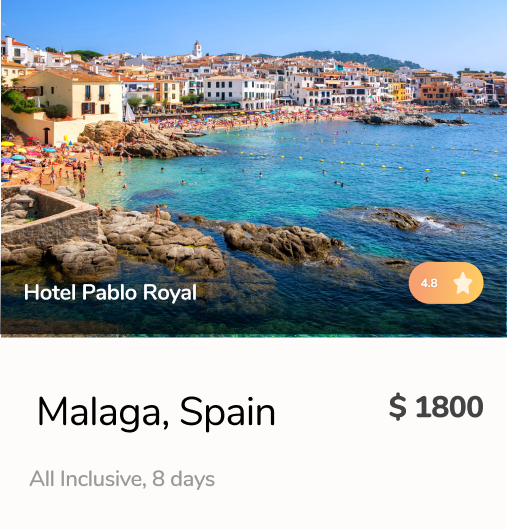 Hotel Pablo Royal
4.8
Malaga, Spain
$ 1800
All Inclusive, 8 days